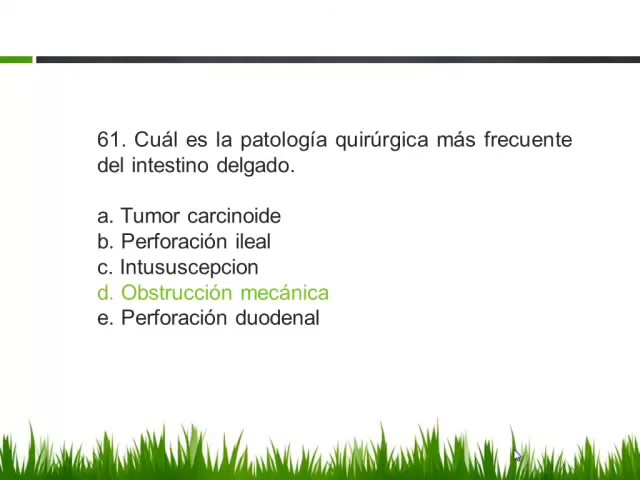 61. Cuál es la patología quirúrgica más frecuente
del intestino delgado.
a. Tumor carcinoide
b. Perforación ileal
c. Intususcepcion
d. Obstrucción mecánica
e. Perforación duodenal